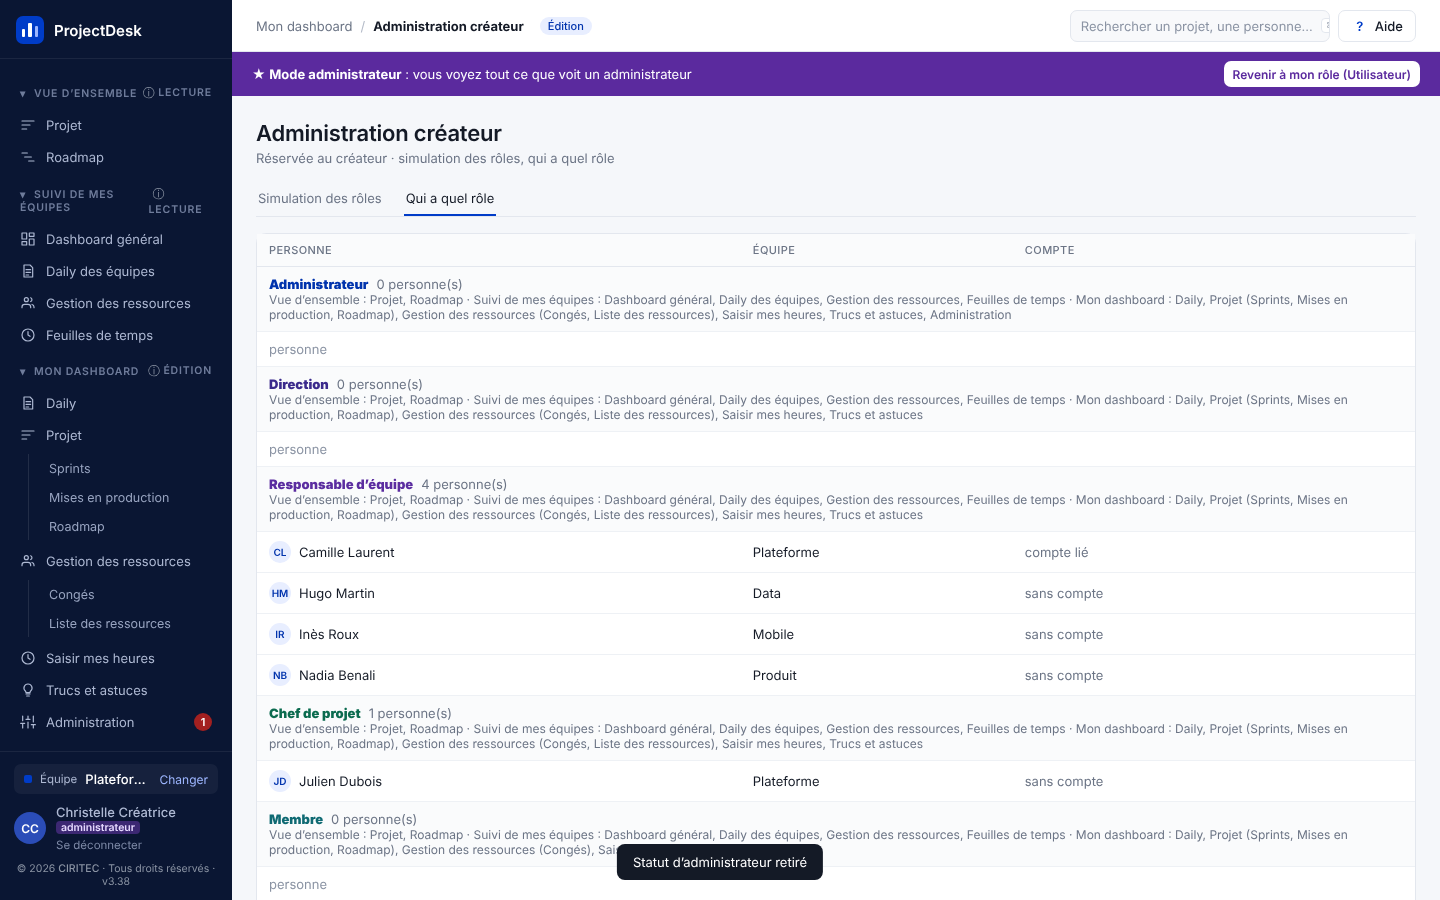 ProjectDesk
▾ VUE D'ENSEMBLE ⓘ LECTURE
Projet
Roadmap
▾ SUIVI DE MES ÉQUIPES ⓘ LECTURE
Dashboard général
Daily des équipes
Gestion des ressources
Feuilles de temps
▾ MON DASHBOARD ⓘ ÉDITION
Daily
Projet
Sprints
Mises en production
Roadmap
Gestion des ressources
Congés
Liste des ressources
Saisir mes heures
Trucs et astuces
Administration 1
Équipe Platefor... Changer
CC Christelle Créatrice
administrateur
Se déconnecter
© 2026 CIRITEC · Tous droits réservés ·
v3.38
Mon dashboard / Administration créateur Édition
Rechercher un projet, une personne...
? Aide
★ Mode administrateur : vous voyez tout ce que voit un administrateur
Revenir à mon rôle (Utilisateur)
Administration créateur
Réservée au créateur · simulation des rôles, qui a quel rôle
Simulation des rôles Qui a quel rôle
PERSONNE ÉQUIPE COMPTE
Administrateur 0 personne(s)
Vue d'ensemble : Projet, Roadmap · Suivi de mes équipes : Dashboard général, Daily des équipes, Gestion des ressources, Feuilles de temps · Mon dashboard : Daily, Projet (Sprints, Mises en
production, Roadmap), Gestion des ressources (Congés, Liste des ressources), Saisir mes heures, Trucs et astuces, Administration
personne
Direction 0 personne(s)
Vue d'ensemble : Projet, Roadmap · Suivi de mes équipes : Dashboard général, Daily des équipes, Gestion des ressources, Feuilles de temps · Mon dashboard : Daily, Projet (Sprints, Mises en
production, Roadmap), Gestion des ressources (Congés, Liste des ressources), Saisir mes heures, Trucs et astuces
personne
Responsable d'équipe 4 personne(s)
Vue d'ensemble : Projet, Roadmap · Suivi de mes équipes : Dashboard général, Daily des équipes, Gestion des ressources, Feuilles de temps · Mon dashboard : Daily, Projet (Sprints, Mises en
production, Roadmap), Gestion des ressources (Congés, Liste des ressources), Saisir mes heures, Trucs et astuces
CL Camille Laurent Plateforme compte lié
HM Hugo Martin Data sans compte
IR Inès Roux Mobile sans compte
NB Nadia Benali Produit sans compte
Chef de projet 1 personne(s)
Vue d'ensemble : Projet, Roadmap · Suivi de mes équipes : Dashboard général, Daily des équipes, Gestion des ressources, Feuilles de temps · Mon dashboard : Daily, Projet (Sprints, Mises en
production, Roadmap), Gestion des ressources (Congés, Liste des ressources), Saisir mes heures, Trucs et astuces
JD Julien Dubois Plateforme sans compte
Membre 0 personne(s)
Vue d'ensemble : Projet, Roadmap · Suivi de mes équipes : Dashboard général, Daily des équipes, Gestion des ressources, Feuilles de temps · Mon dashboard : Daily, Projet (Sprints, Mises en
production, Roadmap), Gestion des ressources (Congés), Sai
Statut d'administrateur retiré
personne